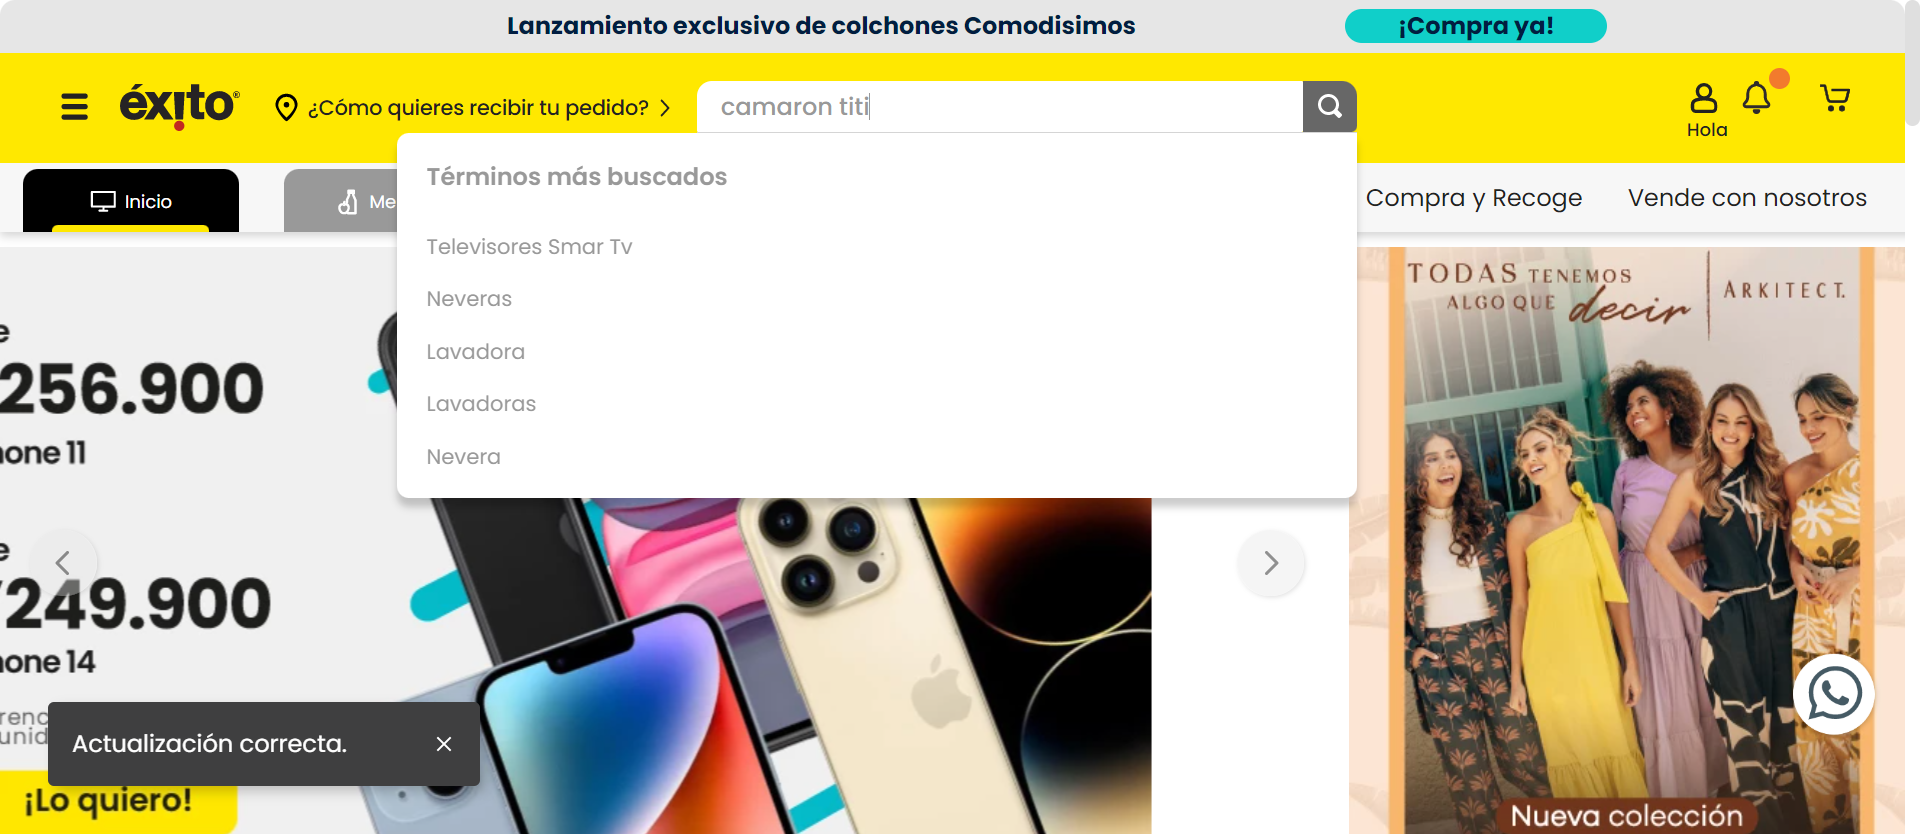 Lanzamiento exclusivo de colchones Comodisimos
¡Compra ya!
éxito®
¿Cómo quieres recibir tu pedido?
camaron titi
Hola
Inicio
Me
Compra y Recoge
Vende con nosotros
Términos más buscados
Televisores Smar Tv
Neveras
Lavadora
Lavadoras
Nevera
256.900
one 11
249.900
one 14
renc
unid
Actualización correcta.
¡Lo quiero!
TODAS TENEMOS
ALGO QUE decir
ARKITECT.
Nueva colección